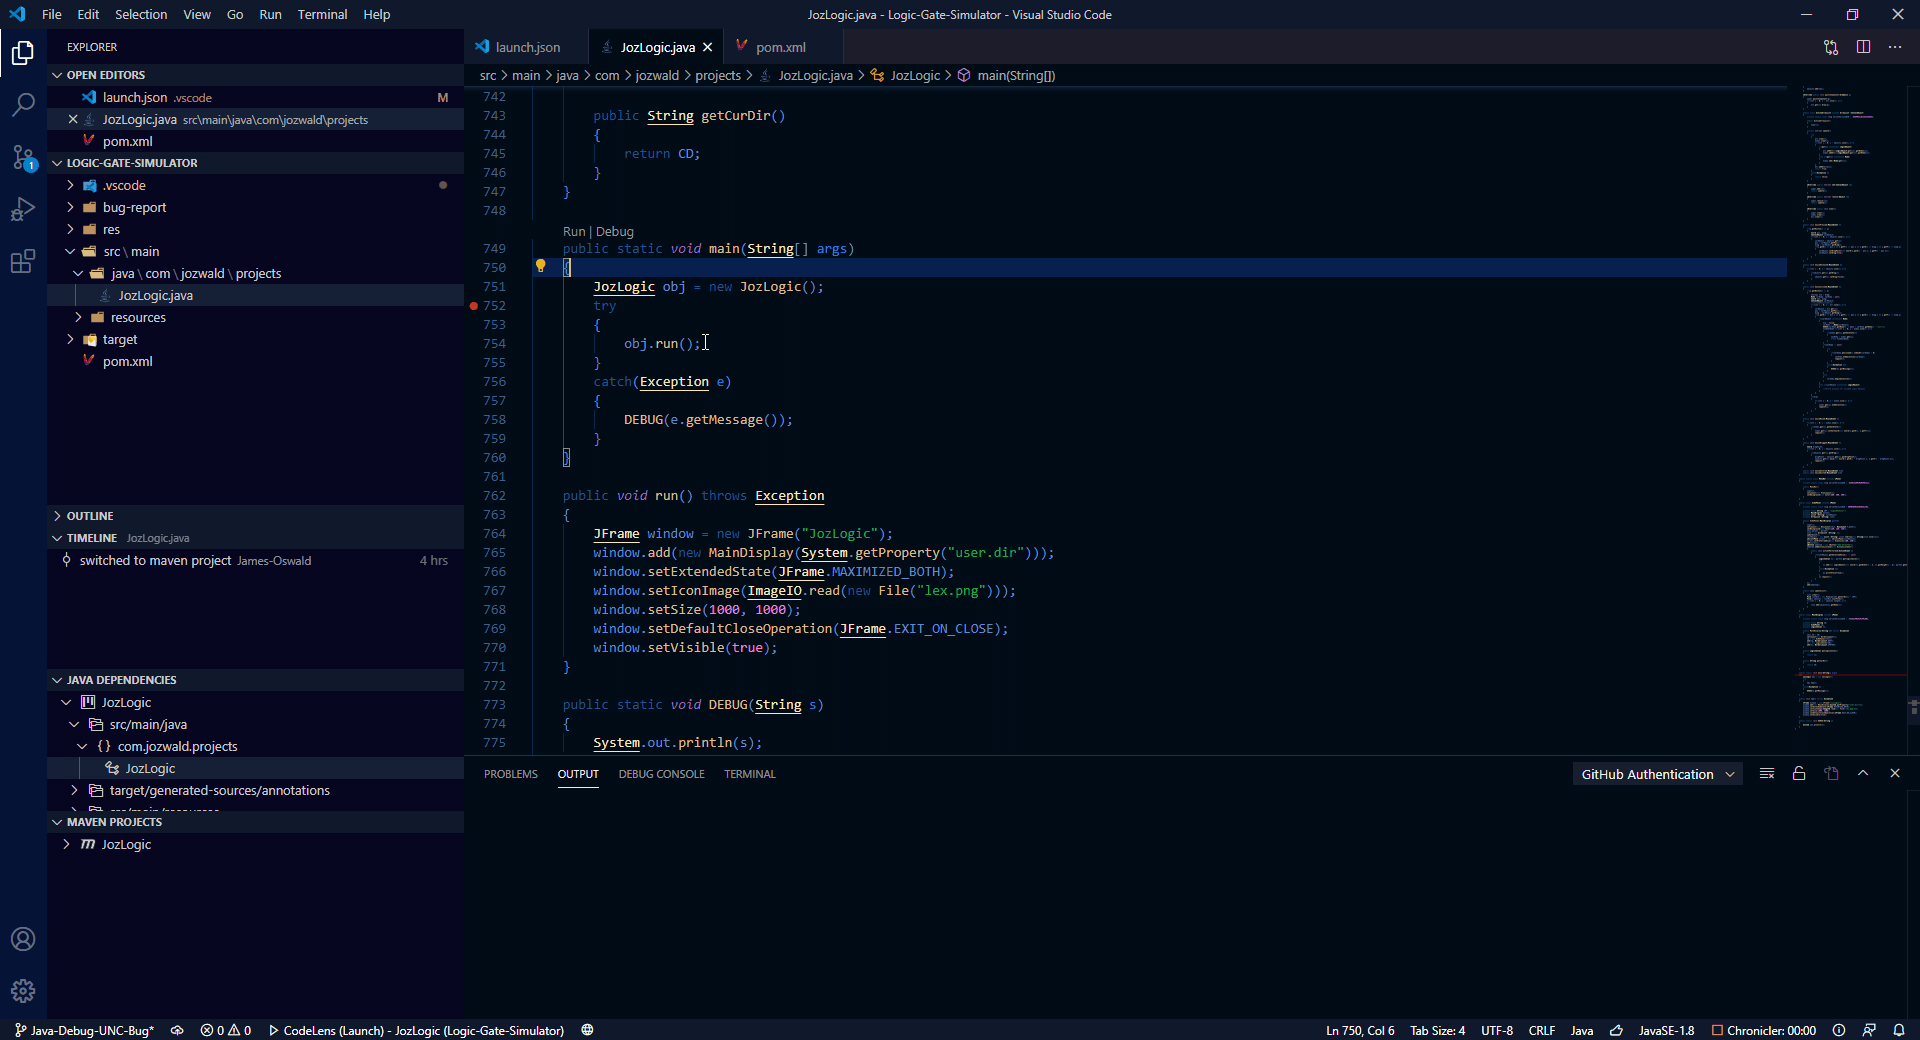 File Edit Selection View Go Run Terminal Help
JozLogic.java - Logic-Gate-Simulator - Visual Studio Code
EXPLORER
OPEN EDITORS
launch.json .vscode M
JozLogic.java src\main\java\com\jozwald\projects
pom.xml
LOGIC-GATE-SIMULATOR
.vscode
bug-report
res
src \ main
java \ com \ jozwald \ projects
JozLogic.java
resources
target
pom.xml
OUTLINE
TIMELINE JozLogic.java
switched to maven project James-Oswald 4 hrs
JAVA DEPENDENCIES
JozLogic
src/main/java
{} com.jozwald.projects
JozLogic
target/generated-sources/annotations
src/main/resources
MAVEN PROJECTS
m JozLogic
1
launch.json JozLogic.java pom.xml
src > main > java > com > jozwald > projects > JozLogic.java > JozLogic > main(String[])
742
743 public String getCurDir()
744 {
745 return CD;
746 }
747 }
748
Run | Debug
749 public static void main(String[] args)
750 {
751 JozLogic obj = new JozLogic();
752 try
753 {
754 obj.run();
755 }
756 catch(Exception e)
757 {
758 DEBUG(e.getMessage());
759 }
760 }
761
762 public void run() throws Exception
763 {
764 JFrame window = new JFrame("JozLogic");
765 window.add(new MainDisplay(System.getProperty("user.dir")));
766 window.setExtendedState(JFrame.MAXIMIZED_BOTH);
767 window.setIconImage(ImageIO.read(new File("lex.png")));
768 window.setSize(1000, 1000);
769 window.setDefaultCloseOperation(JFrame.EXIT_ON_CLOSE);
770 window.setVisible(true);
771 }
772
773 public static void DEBUG(String s)
774 {
775 System.out.println(s);
PROBLEMS OUTPUT DEBUG CONSOLE TERMINAL
GitHub Authentication
Java-Debug-UNC-Bug* 0 0 CodeLens (Launch) - JozLogic (Logic-Gate-Simulator)
Ln 750, Col 6 Tab Size: 4 UTF-8 CRLF Java JavaSE-1.8 Chronicler: 00:00